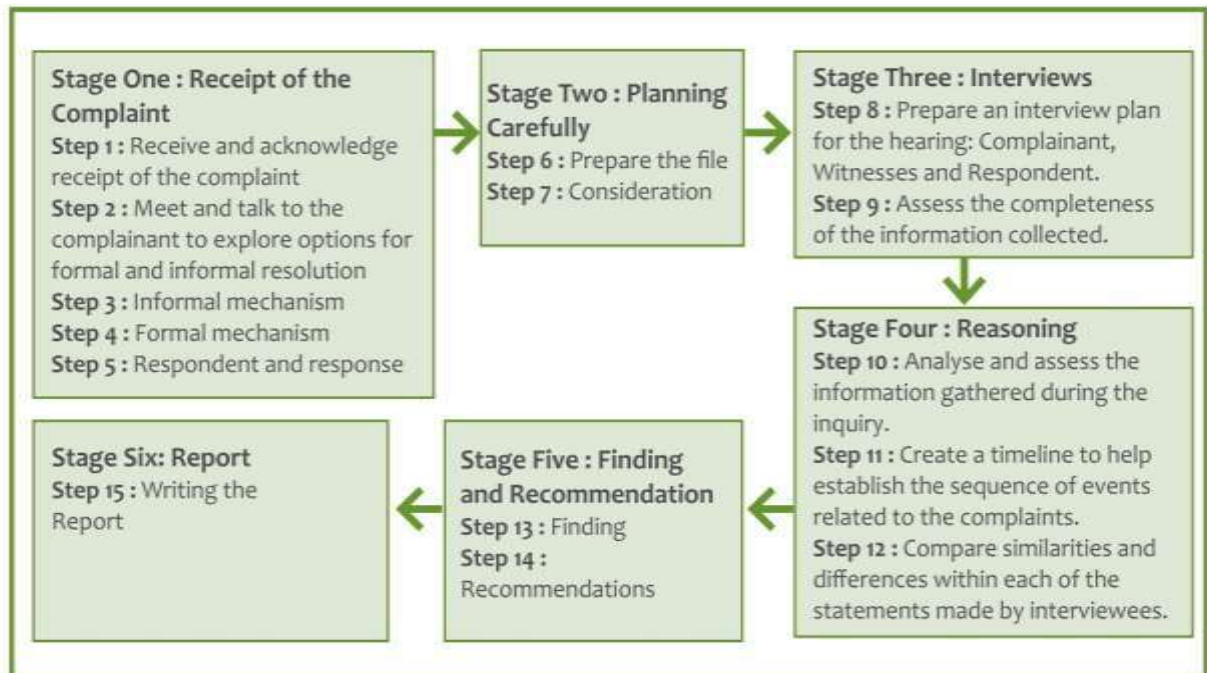 Stage One : Receipt of the
Complaint
Step 1 : Receive and acknowledge
receipt of the complaint
Step 2 : Meet and talk to the
complainant to explore options for
formal and informal resolution
Step 3 : Informal mechanism
Step 4 : Formal mechanism
Step 5 : Respondent and response
Stage Two : Planning
Carefully
Step 6 : Prepare the file
Step 7 : Consideration
Stage Three : Interviews
Step 8 : Prepare an interview plan
for the hearing: Complainant,
Witnesses and Respondent.
Step 9 : Assess the completeness
of the information collected.
Stage Four : Reasoning
Step 10 : Analyse and assess the
information gathered during the
inquiry.
Step 11 : Create a timeline to help
establish the sequence of events
related to the complaints.
Step 12 : Compare similarities and
differences within each of the
statements made by interviewees.
Stage Five : Finding
and Recommendation
Step 13 : Finding
Step 14 :
Recommendations
Stage Six: Report
Step 15 : Writing the
Report